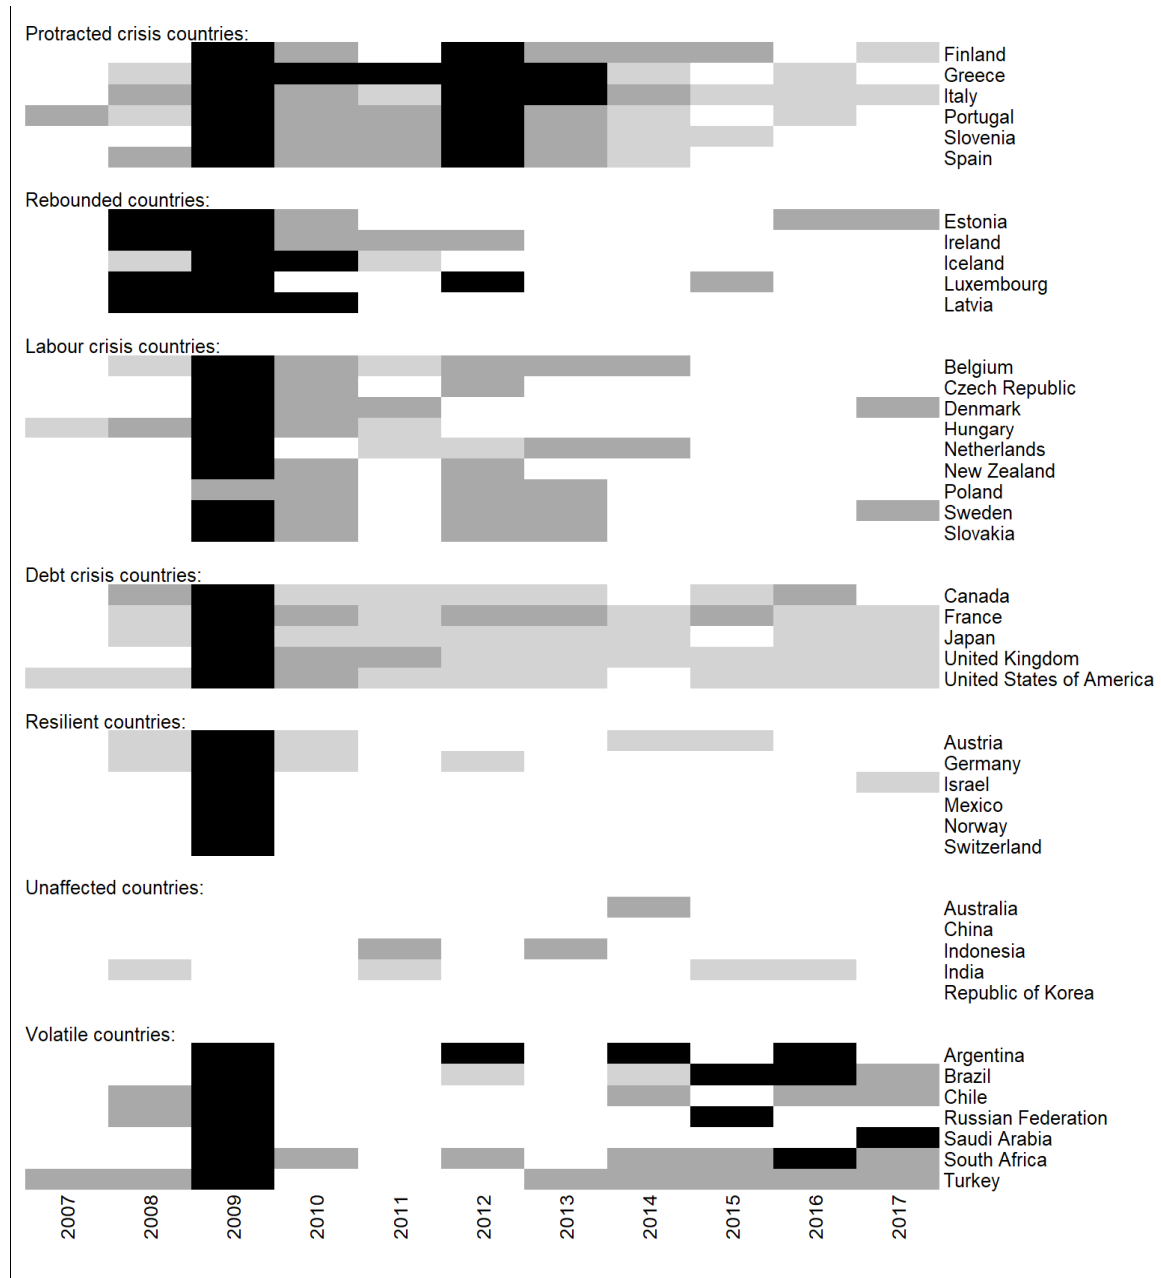 Protracted crisis countries:
Finland
Greece
Italy
Portugal
Slovenia
Spain
Rebounded countries:
Estonia
Ireland
Iceland
Luxembourg
Latvia
Labour crisis countries:
Belgium
Czech Republic
Denmark
Hungary
Netherlands
New Zealand
Poland
Sweden
Slovakia
Debt crisis countries:
Canada
France
Japan
United Kingdom
United States of America
Resilient countries:
Austria
Germany
Israel
Mexico
Norway
Switzerland
Unaffected countries:
Australia
China
Indonesia
India
Republic of Korea
Volatile countries:
Argentina
Brazil
Chile
Russian Federation
Saudi Arabia
South Africa
Turkey
2007
2008
2009
2010
2011
2012
2013
2014
2015
2016
2017